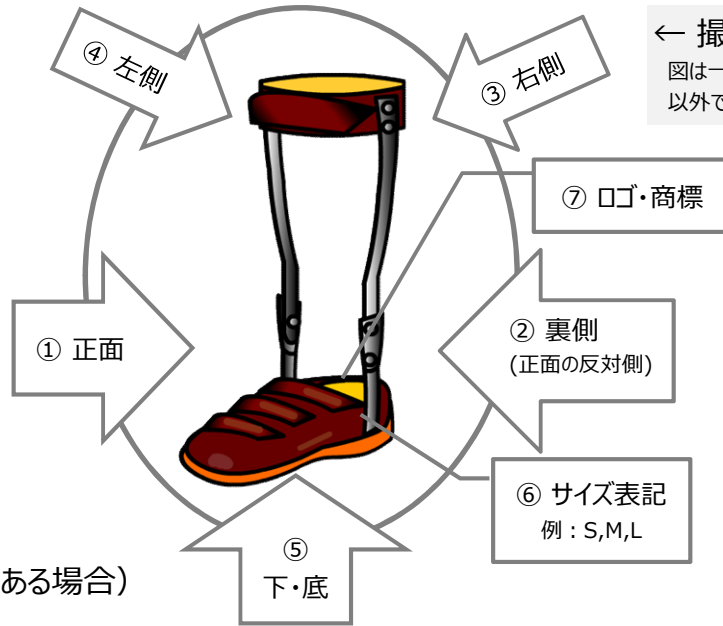 ← 撮
図は一
以外で
④ 左側
③ 右側
⑦ ロゴ・商標
① 正面
② 裏側
(正面の反対側)
⑥ サイズ表記
例：S,M,L
⑤
下・底
ある場合）